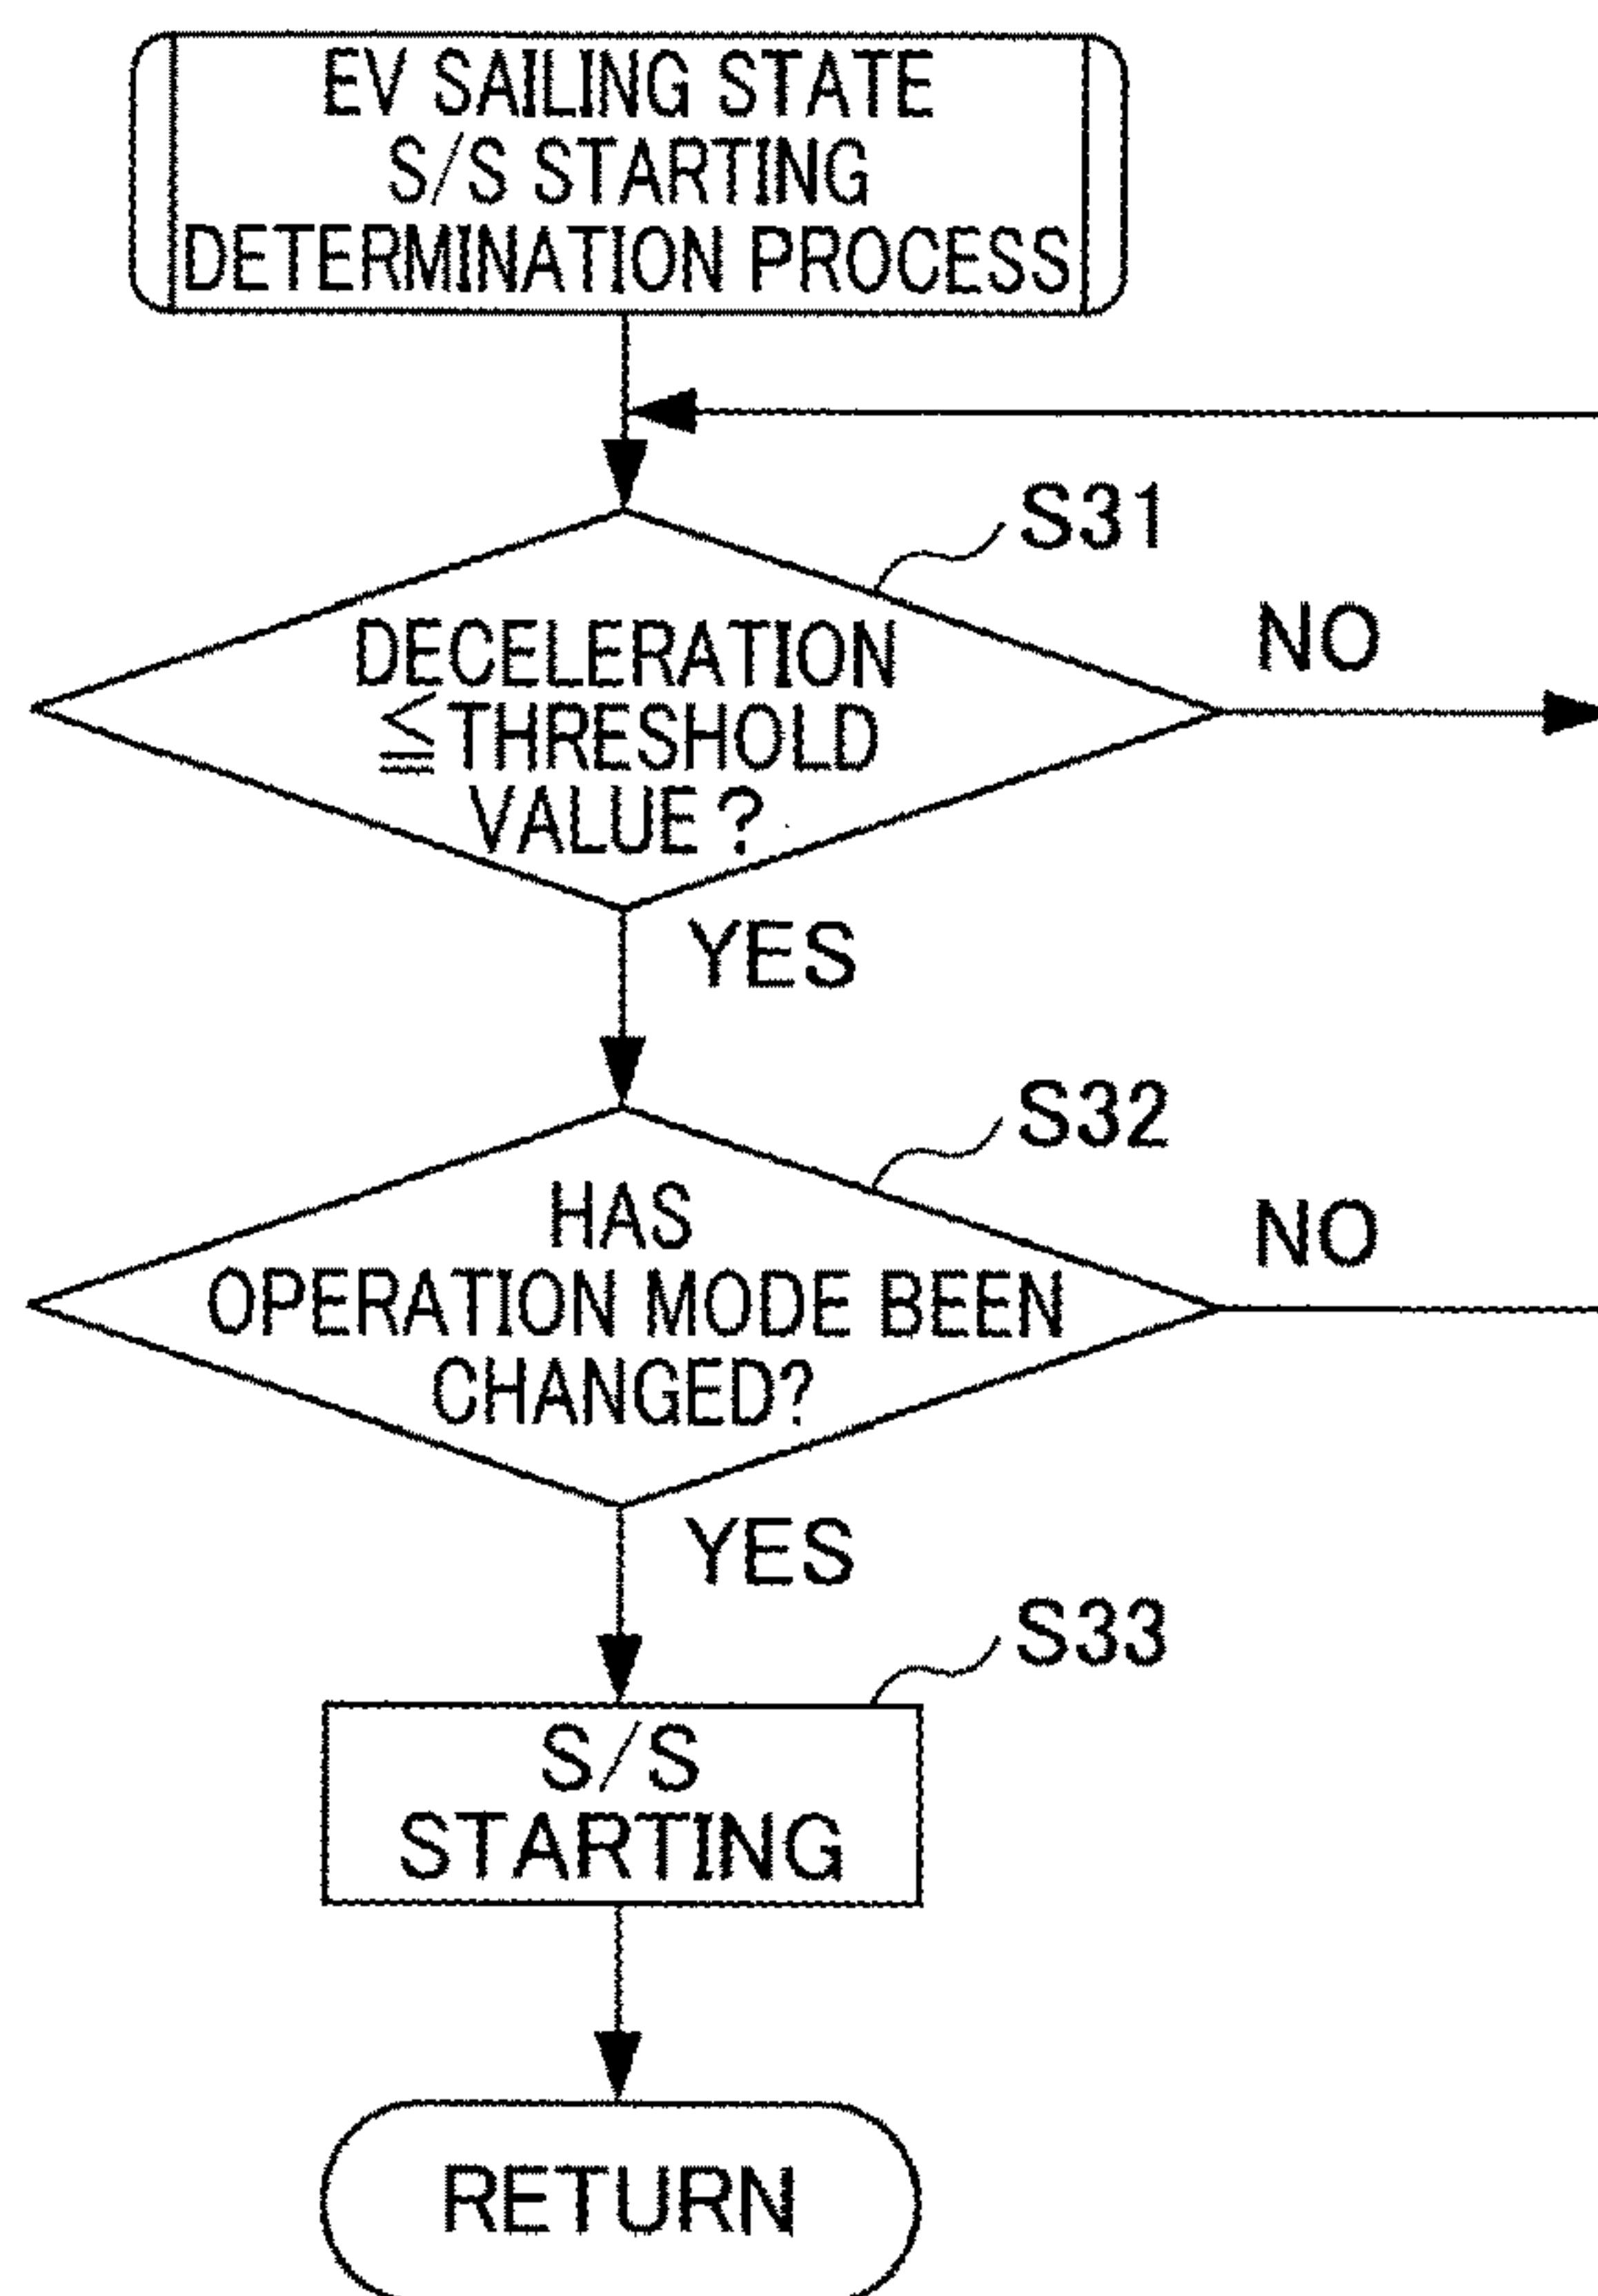 EV SAILING STATE
S/S STARTING
DETERMINATION PROCESS
S31
DECELERATION
≦THRESHOLD
VALUE?
NO
YES
S32
HAS
OPERATION MODE BEEN
CHANGED?
NO
YES
S33
S/S
STARTING
RETURN